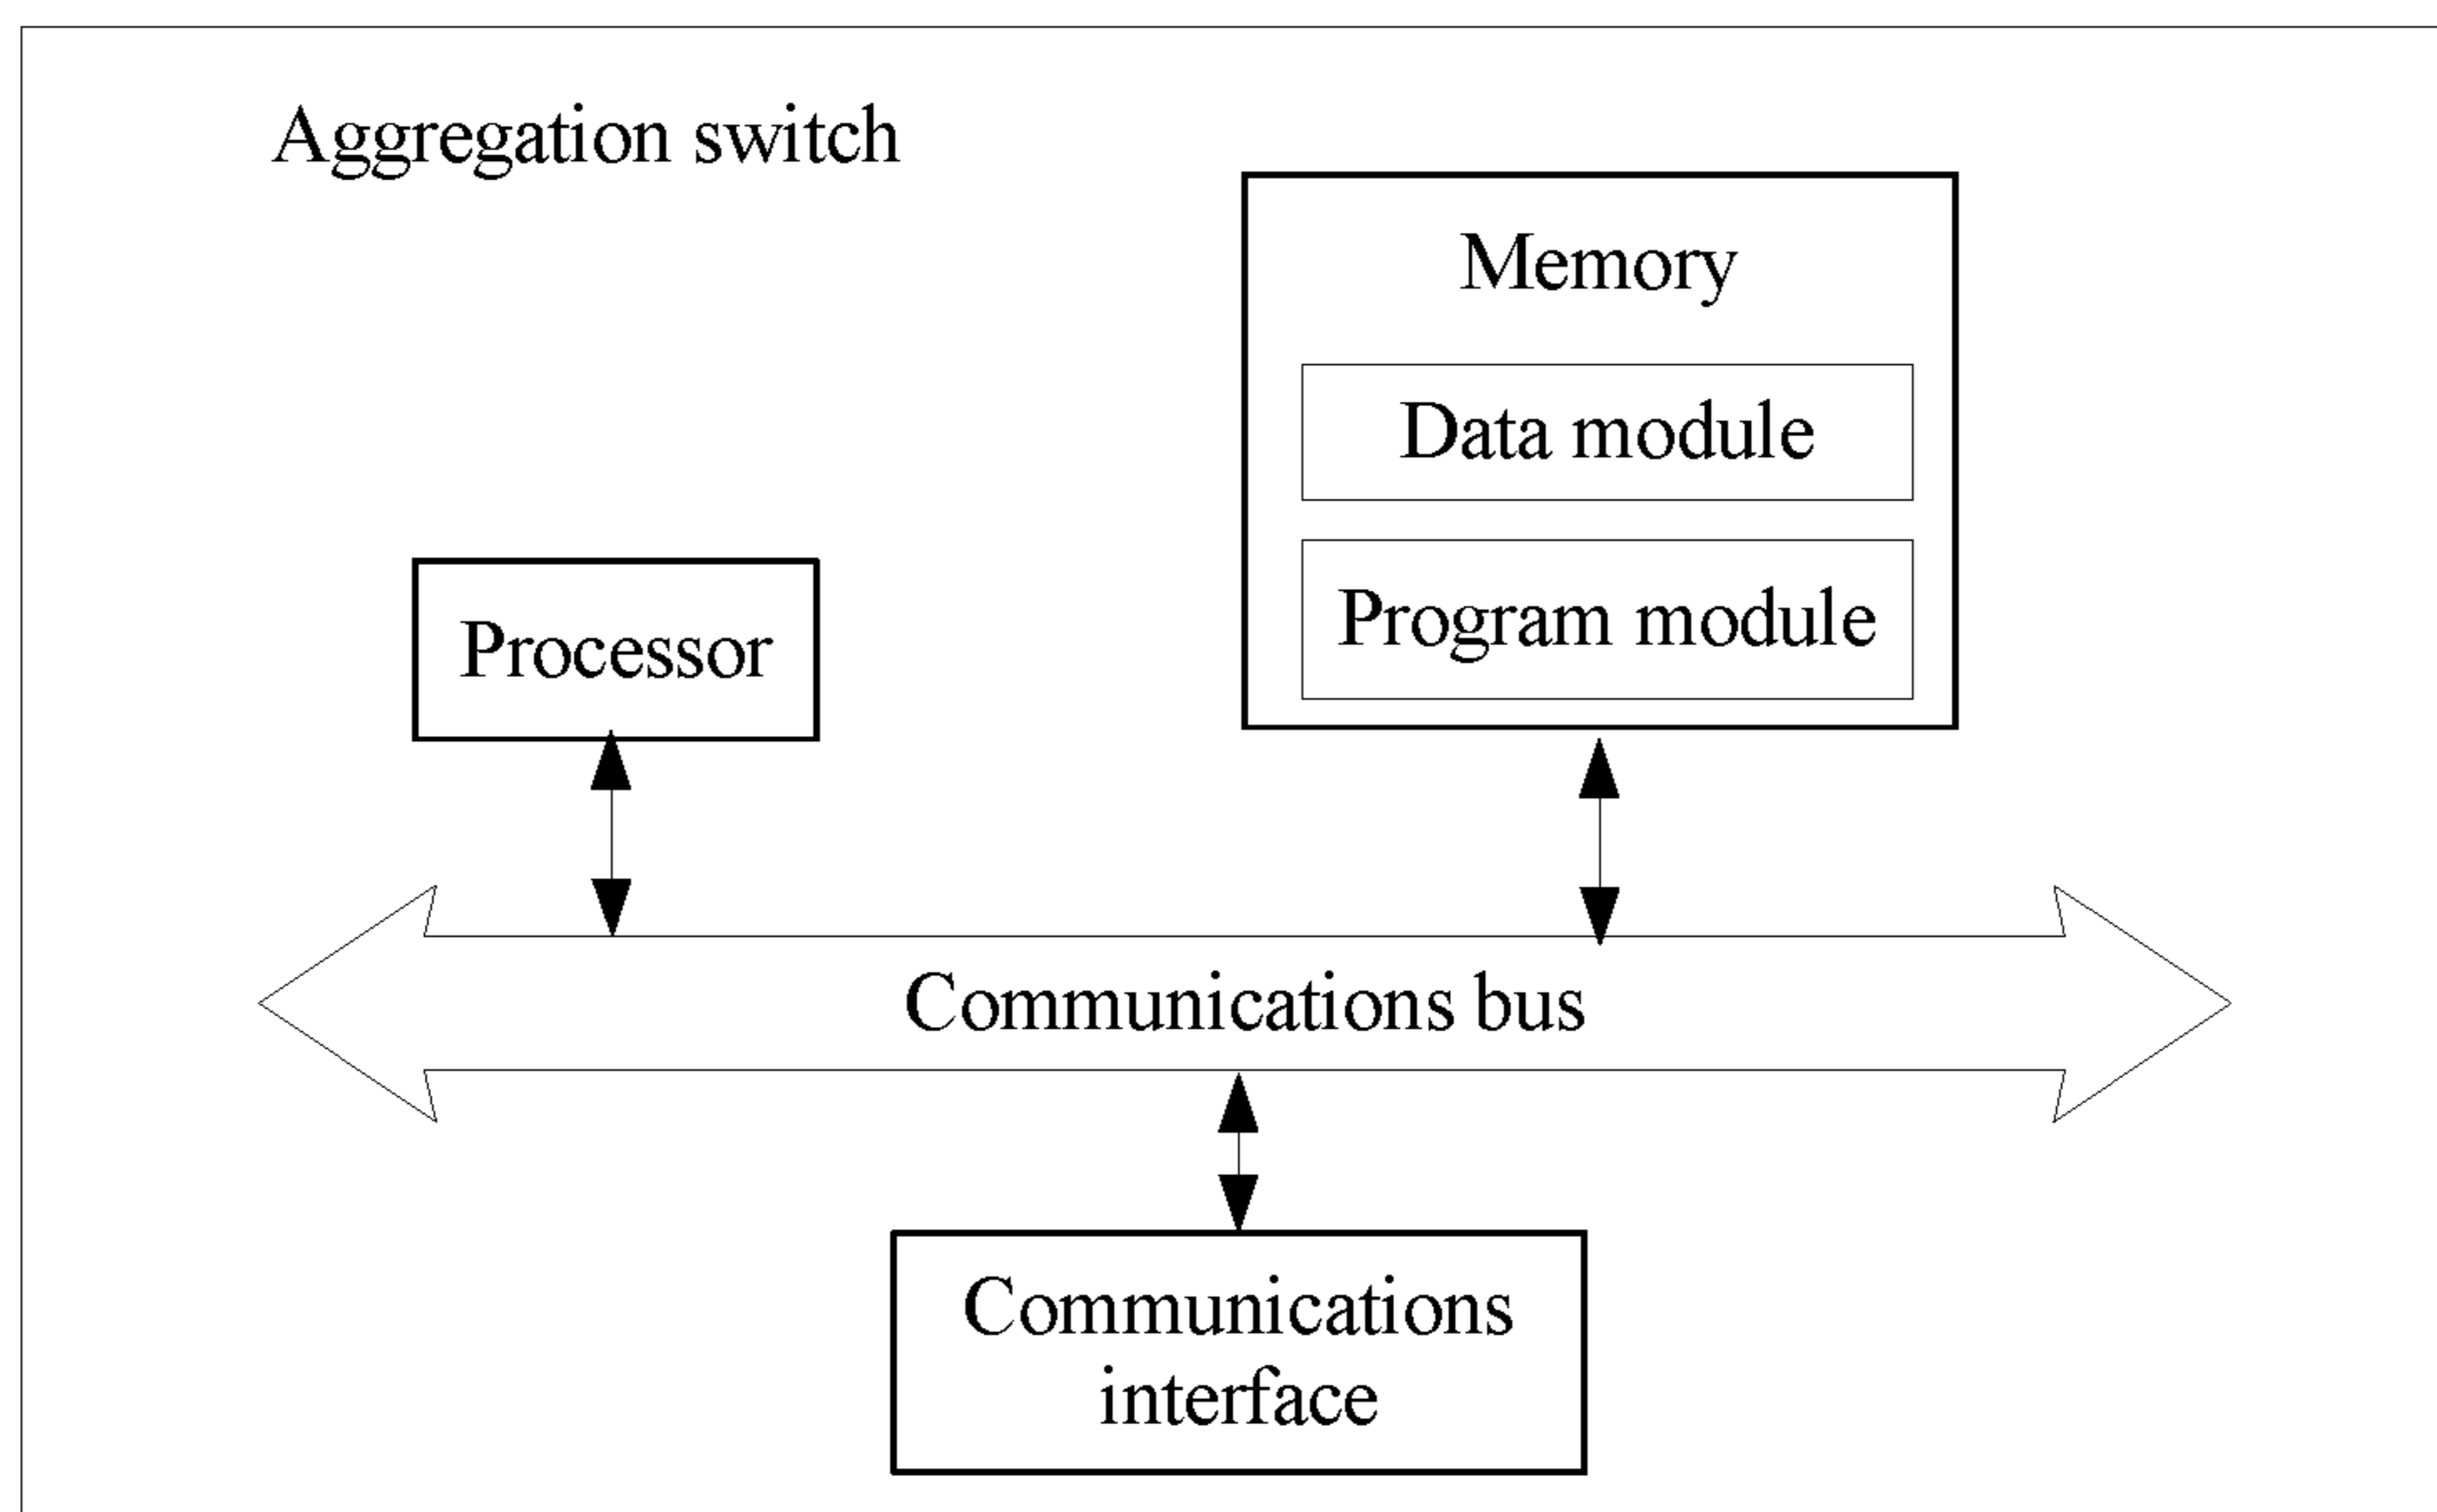 Aggregation switch
Memory
Data module
Program module
Processor
Communications bus
Communications
interface